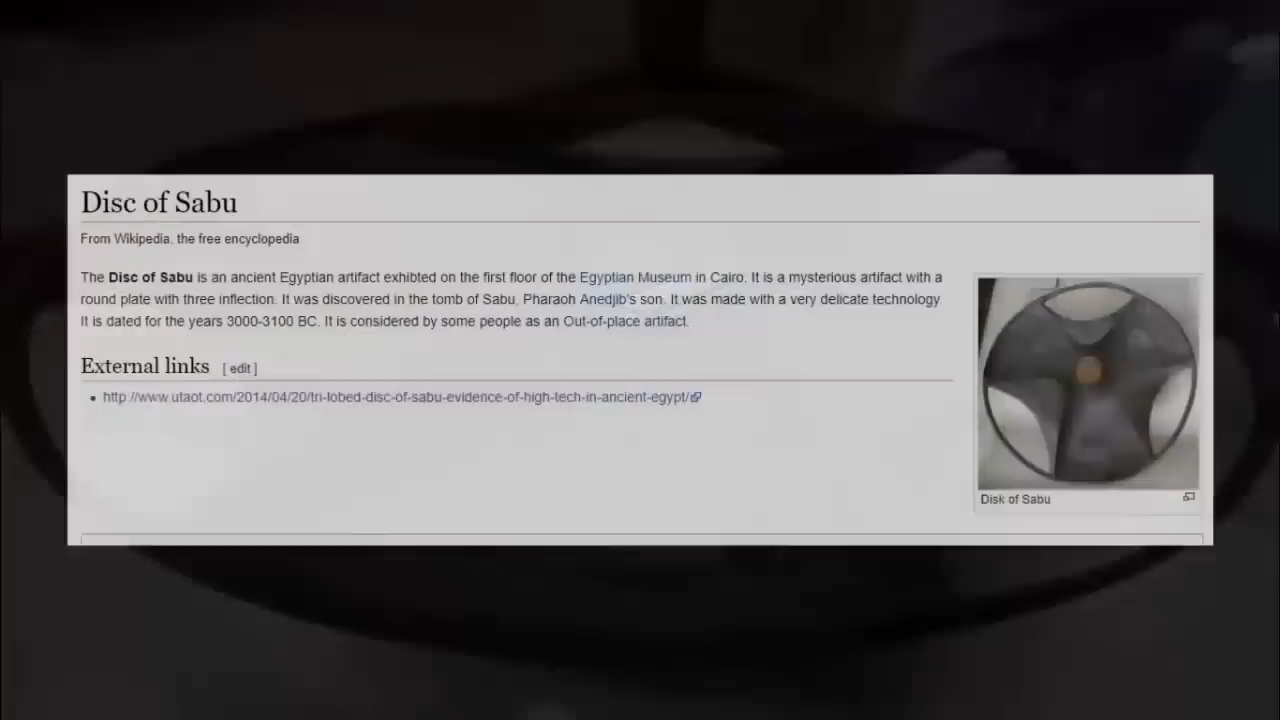 Disc of Sabu
From Wikipedia, the free encyclopedia
The Disc of Sabu is an ancient Egyptian artifact exhibted on the first floor of the Egyptian Museum in Cairo. It is a mysterious artifact with a
round plate with three inflection. It was discovered in the tomb of Sabu, Pharaoh Anedjib's son. It was made with a very delicate technology.
It is dated for the years 3000-3100 BC. It is considered by some people as an Out-of-place artifact.
External links [ edit ]
http://www.utaot.com/2014/04/20/tri-lobed-disc-of-sabu-evidence-of-high-tech-in-ancient-egypt/
Disk of Sabu